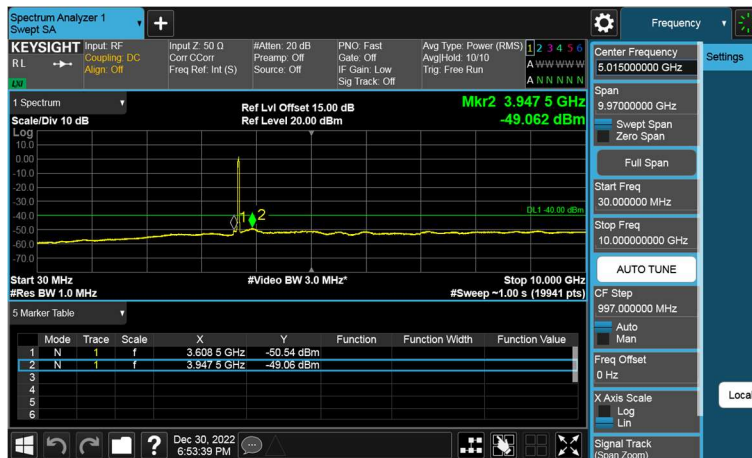 Spectrum Analyzer 1
Swept SA
+
Frequency
KEYSIGHT
RL
LXI
Input: RF
Coupling: DC
Align: Off
Input Z: 50 Ω
Corr CCorr
Freq Ref: Int (S)
#Atten: 20 dB
Preamp: Off
Source: Off
PNO: Fast
Gate: Off
IF Gain: Low
Sig Track: Off
Avg Type: Power (RMS)
Avg|Hold: 10/10
Trig: Free Run
1 2 3 4 5 6
A W W W W W
A N N N N N
1 Spectrum
Scale/Div 10 dB
Ref Lvl Offset 15.00 dB
Ref Level 20.00 dBm
Mkr2 3.947 5 GHz
-49.062 dBm
Log
10.0
0.00
-10.0
-20.0
-30.0
-40.0
-50.0
-60.0
-70.0
DL1 -40.00 dBm
1
2
Start 30 MHz
#Res BW 1.0 MHz
#Video BW 3.0 MHz*
Stop 10.000 GHz
#Sweep ~1.00 s (19941 pts)
5 Marker Table
Mode Trace Scale X Y Function Function Width Function Value
1 N 1 f 3.608 5 GHz -50.54 dBm
2 N 1 f 3.947 5 GHz -49.06 dBm
3
4
5
6
Dec 30, 2022
6:53:39 PM
?
Center Frequency
5.015000000 GHz
Settings
Span
9.97000000 GHz
Swept Span
Zero Span
Full Span
Start Freq
30.000000 MHz
Stop Freq
10.000000000 GHz
AUTO TUNE
CF Step
997.000000 MHz
Auto
Man
Freq Offset
0 Hz
X Axis Scale
Log
Lin
Local
Signal Track
(Span Zoom)